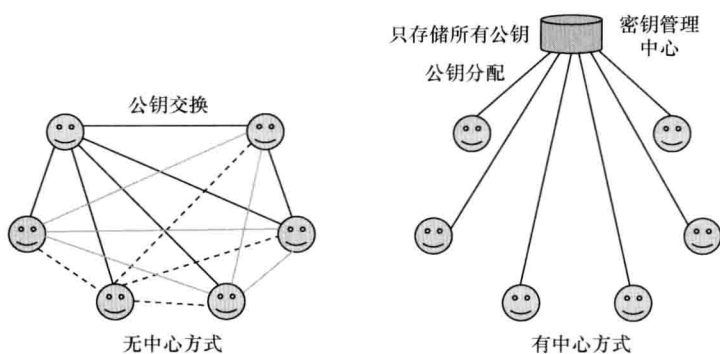 公钥交换
无中心方式
只存储所有公钥
密钥管理
中心
公钥分配
有中心方式